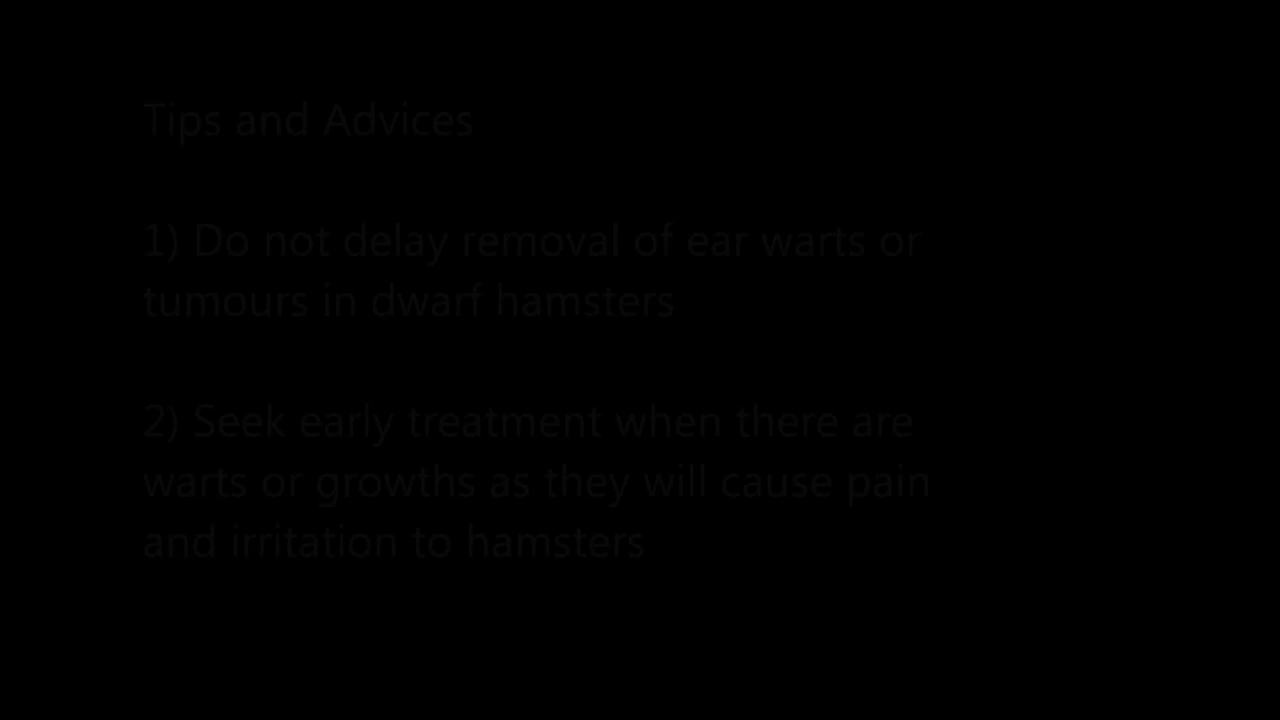 Tips and Advices
1) Do not delay removal of ear warts or
tumours in dwarf hamsters
2) Seek early treatment when there are
warts or growths as they will cause pain
and irritation to hamsters